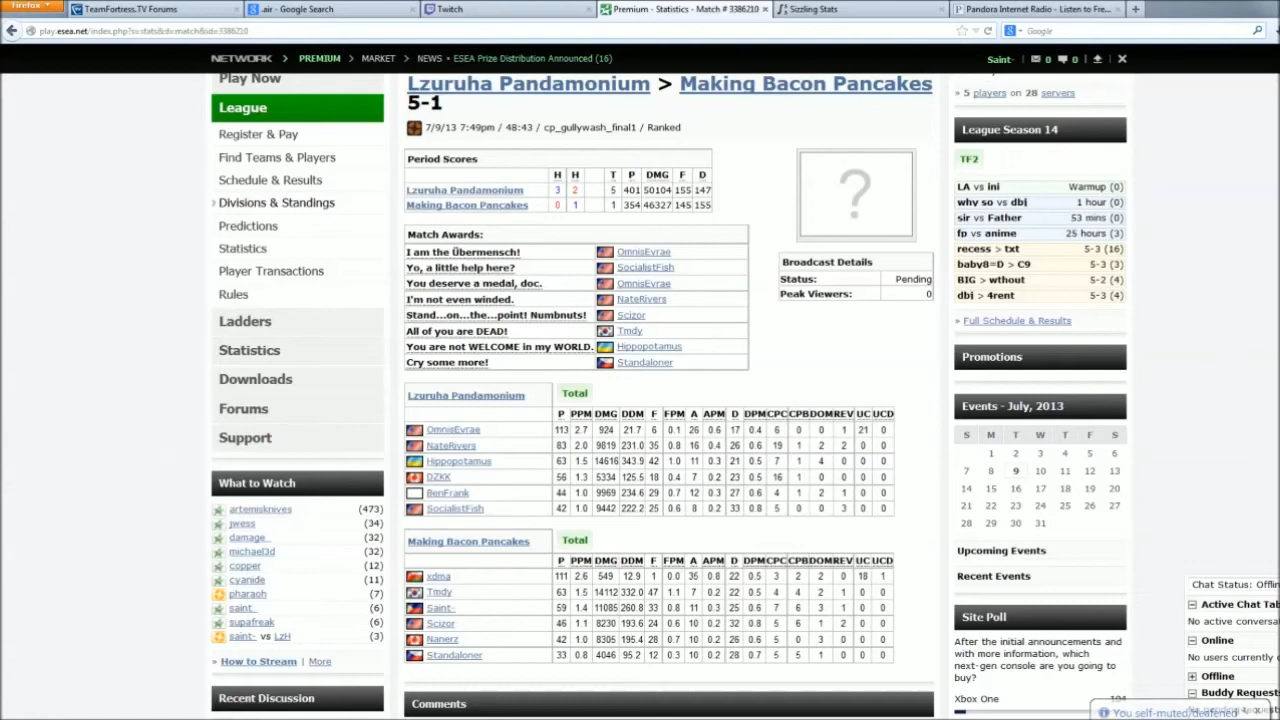 Firefox
TeamFortress.TV Forums
.air - Google Search
Twitch
Premium - Statistics - Match # 3386210
Sizzling Stats
Pandora Internet Radio - Listen to Fre...
Google
NETWORK > PREMIUM > MARKET > NEWS • ESEA Prize Distribution Announced (16)
Saint- 0 0
Play Now
League
Register & Pay
Find Teams & Players
Schedule & Results
Divisions & Standings
Predictions
Statistics
Player Transactions
Rules
Ladders
Statistics
Downloads
Forums
Support
What to Watch
artemisknives (473)
jwess (34)
damage_ (32)
michael3d (32)
copper (12)
cyanide (11)
pharaoh (7)
saint_ (6)
supafreak (6)
saint- vs LzH (3)
» How to Stream | More
Recent Discussion
Lzuruha Pandamonium > Making Bacon Pancakes
5-1
7/9/13 7:49pm / 48:43 / cp_gullywash_final1 / Ranked
Period Scores
H H T P DMG F D
Lzuruha Pandamonium 3 2 5 401 50104 155 147
Making Bacon Pancakes 0 1 1 354 46327 145 155
Match Awards:
I am the Übermensch! OmnisEvrae
Yo, a little help here? SocialistFish
You deserve a medal, doc. OmnisEvrae
I'm not even winded. NateRivers
Stand...on...the...point! Numbnuts! Scizor
All of you are DEAD! Tmdy
You are not WELCOME in my WORLD. Hippopotamus
Cry some more! Standaloner
?
Broadcast Details
Status: Pending
Peak Viewers: 0
Lzuruha Pandamonium Total
P PPM DMG DDM F FPM A APM D DPM CPC CPB DOM REV UC UCD
OmnisEvrae 113 2.7 924 21.7 6 0.1 26 0.6 17 0.4 6 0 0 1 21 0
NateRivers 83 2.0 9819 231.0 35 0.8 16 0.4 26 0.6 19 1 2 2 0 0
Hippopotamus 63 1.5 14616 343.9 42 1.0 11 0.3 21 0.5 7 1 4 0 0 0
DZKK 56 1.3 5334 125.5 18 0.4 7 0.2 23 0.5 16 1 0 0 0 0
BenFrank 44 1.0 9969 234.6 29 0.7 12 0.3 27 0.6 4 1 2 1 0 0
SocialistFish 42 1.0 9442 222.2 25 0.6 8 0.2 33 0.8 5 0 0 3 0 0
Making Bacon Pancakes Total
P PPM DMG DDM F FPM A APM D DPM CPC CPB DOM REV UC UCD
xdma 111 2.6 549 12.9 1 0.0 35 0.8 22 0.5 3 2 2 0 18 1
Tmdy 63 1.5 14112 332.0 47 1.1 7 0.2 22 0.5 4 4 2 1 0 0
Saint- 59 1.4 11085 260.8 33 0.8 11 0.3 25 0.6 7 6 3 1 0 0
Scizor 46 1.1 8230 193.6 24 0.6 10 0.2 32 0.8 5 6 1 2 0 0
Nanerz 42 1.0 8305 195.4 28 0.7 10 0.2 26 0.6 5 0 3 0 0 0
Standaloner 33 0.8 4046 95.2 12 0.3 10 0.2 28 0.7 5 5 1 0 0 0
Comments
» 5 players on 28 servers
League Season 14
TF2
LA vs ini Warmup (0)
why so vs dbj 1 hour (0)
sir vs Father 53 mins (0)
fp vs anime 25 hours (3)
recess > txt 5-3 (16)
baby8=D > C9 5-3 (3)
BIG > wthout 5-2 (4)
dbj > 4rent 5-3 (4)
» Full Schedule & Results
Promotions
Events - July, 2013
S M T W T F S
1 2 3 4 5 6
7 8 9 10 11 12 13
14 15 16 17 18 19 20
21 22 23 24 25 26 27
28 29 30 31
Upcoming Events
Recent Events
Site Poll
After the initial announcements and
with more information, which
next-gen console are you going to
buy?
Xbox One
Chat Status: Offlin
Active Chat Tab
No active conversa
Online
No users currently
Offline
Buddy Requests
You self-muted/deafened